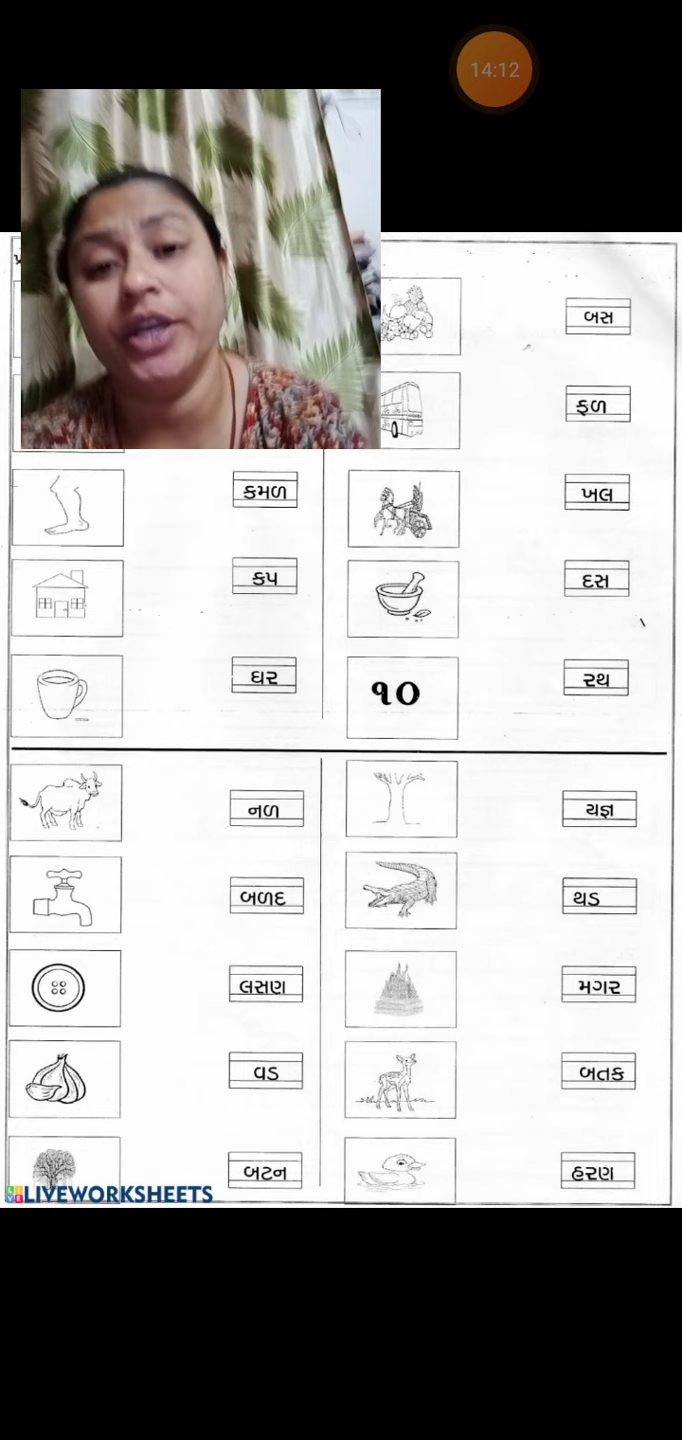 14:12
બસ
ફળ
કમળ
ખલ
કપ
દસ
ઘર
રથ
૧૦
નળ
યજ્ઞ
બળદ
થડ
લસણ
મગર
વડ
બતક
બટન
હરણ
LIVEWORKSHEETS